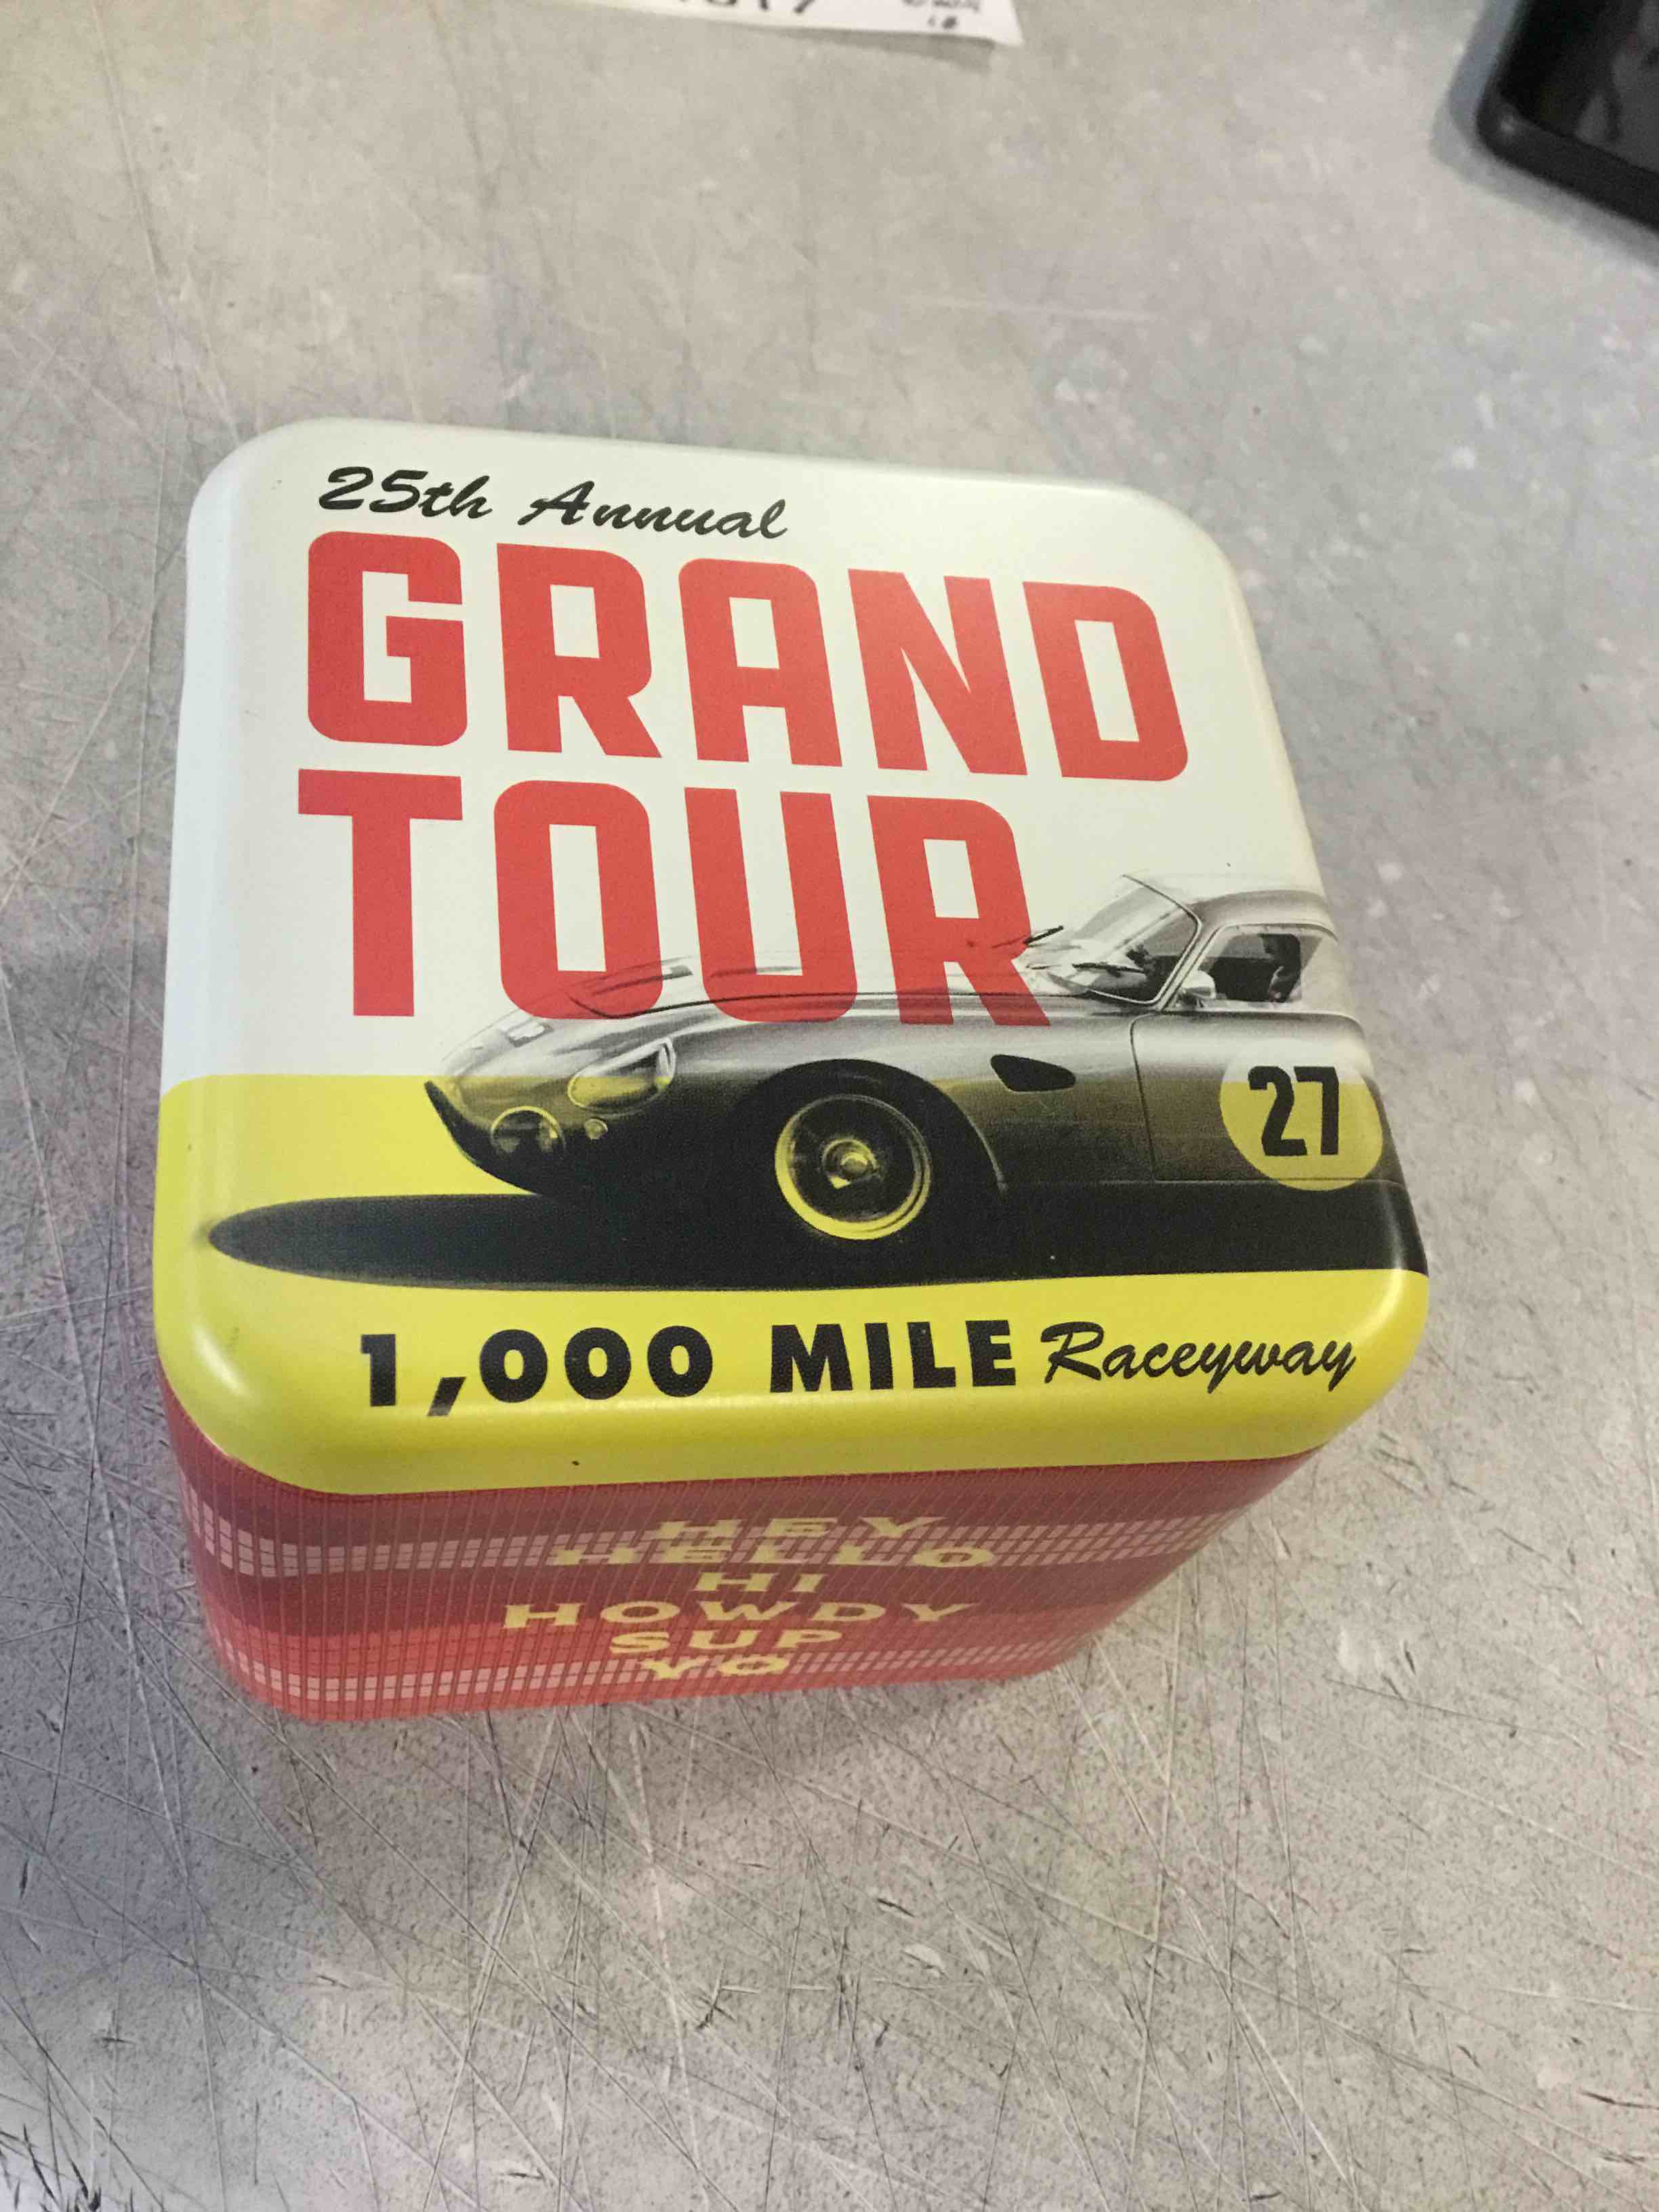 25th Annual
GRAND
TOUR
27
1,000 MILE Raceyway
HEY
HELLO
HI
HOWDY
SUP
YO